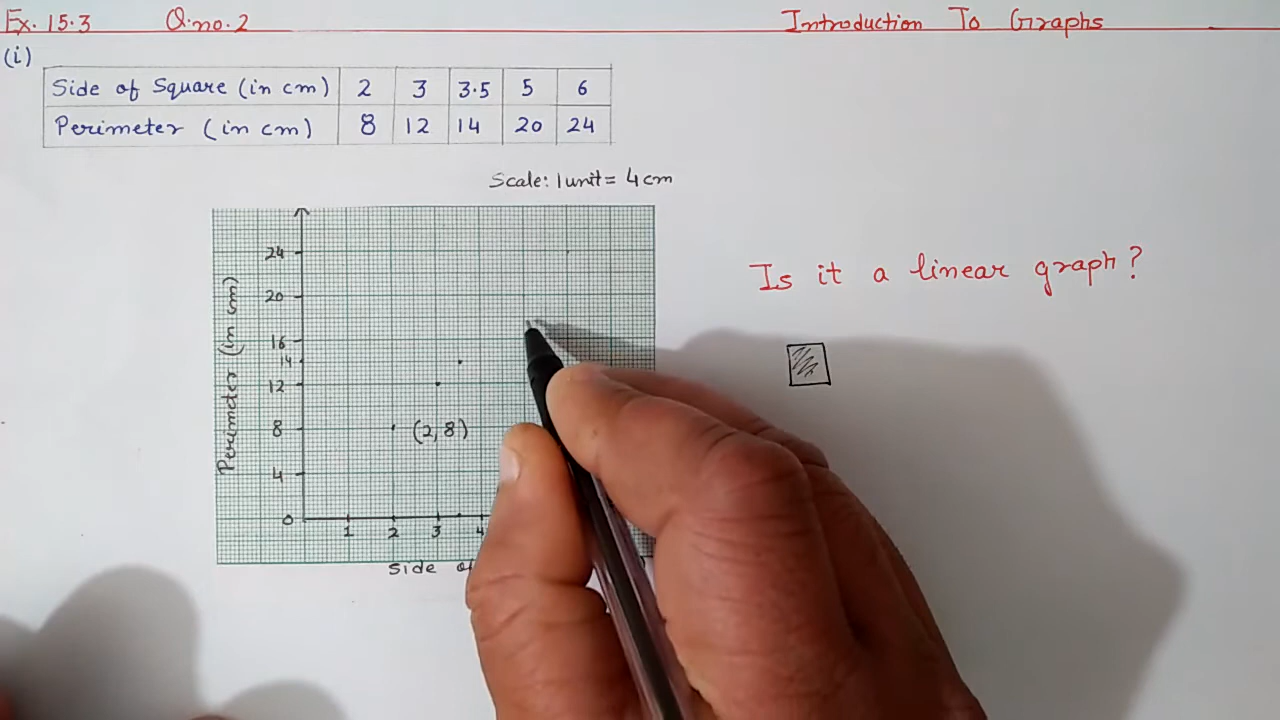 Ex. 15.3 Q.no.2 Introduction To Graphs
(i)
Side of Square (in cm) 2 3 3.5 5 6
Perimeter (in cm) 8 12 14 20 24
Scale: 1 unit = 4 cm
24
20
16
14
12
8 (2,8)
4
0
1 2 3 4
Perimeter (in cm)
Side
Is it a linear graph?